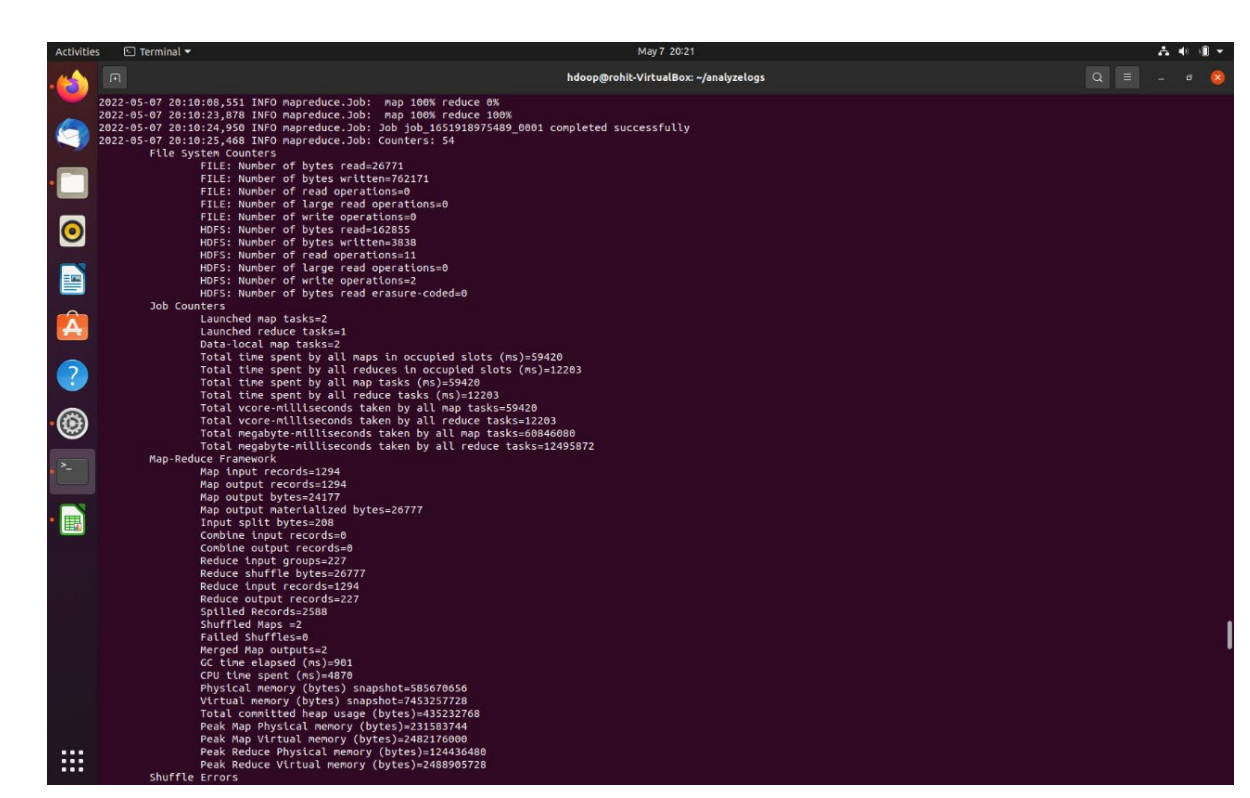 Activities Terminal May 7 20:21
hdoop@rohit-VirtualBox: ~/analyzelogs
2022-05-07 20:10:08,551 INFO mapreduce.Job:  map 100% reduce 0%
2022-05-07 20:10:23,878 INFO mapreduce.Job:  map 100% reduce 100%
2022-05-07 20:10:24,950 INFO mapreduce.Job: Job job_1651918975489_0001 completed successfully
2022-05-07 20:10:25,468 INFO mapreduce.Job: Counters: 54
File System Counters
FILE: Number of bytes read=26771
FILE: Number of bytes written=762171
FILE: Number of read operations=0
FILE: Number of large read operations=0
FILE: Number of write operations=0
HDFS: Number of bytes read=162855
HDFS: Number of bytes written=3838
HDFS: Number of read operations=11
HDFS: Number of large read operations=0
HDFS: Number of write operations=2
HDFS: Number of bytes read erasure-coded=0
Job Counters
Launched map tasks=2
Launched reduce tasks=1
Data-local map tasks=2
Total time spent by all maps in occupied slots (ms)=59420
Total time spent by all reduces in occupied slots (ms)=12203
Total time spent by all map tasks (ms)=59420
Total time spent by all reduce tasks (ms)=12203
Total vcore-milliseconds taken by all map tasks=59420
Total vcore-milliseconds taken by all reduce tasks=12203
Total megabyte-milliseconds taken by all map tasks=60846080
Total megabyte-milliseconds taken by all reduce tasks=12495872
Map-Reduce Framework
Map input records=1294
Map output records=1294
Map output bytes=24177
Map output materialized bytes=26777
Input split bytes=208
Combine input records=0
Combine output records=0
Reduce input groups=227
Reduce shuffle bytes=26777
Reduce input records=1294
Reduce output records=227
Spilled Records=2588
Shuffled Maps =2
Failed Shuffles=0
Merged Map outputs=2
GC time elapsed (ms)=901
CPU time spent (ms)=4870
Physical memory (bytes) snapshot=585670656
Virtual memory (bytes) snapshot=7453257728
Total committed heap usage (bytes)=435232768
Peak Map Physical memory (bytes)=231583744
Peak Map Virtual memory (bytes)=2482176000
Peak Reduce Physical memory (bytes)=124436480
Peak Reduce Virtual memory (bytes)=2488905728
Shuffle Errors